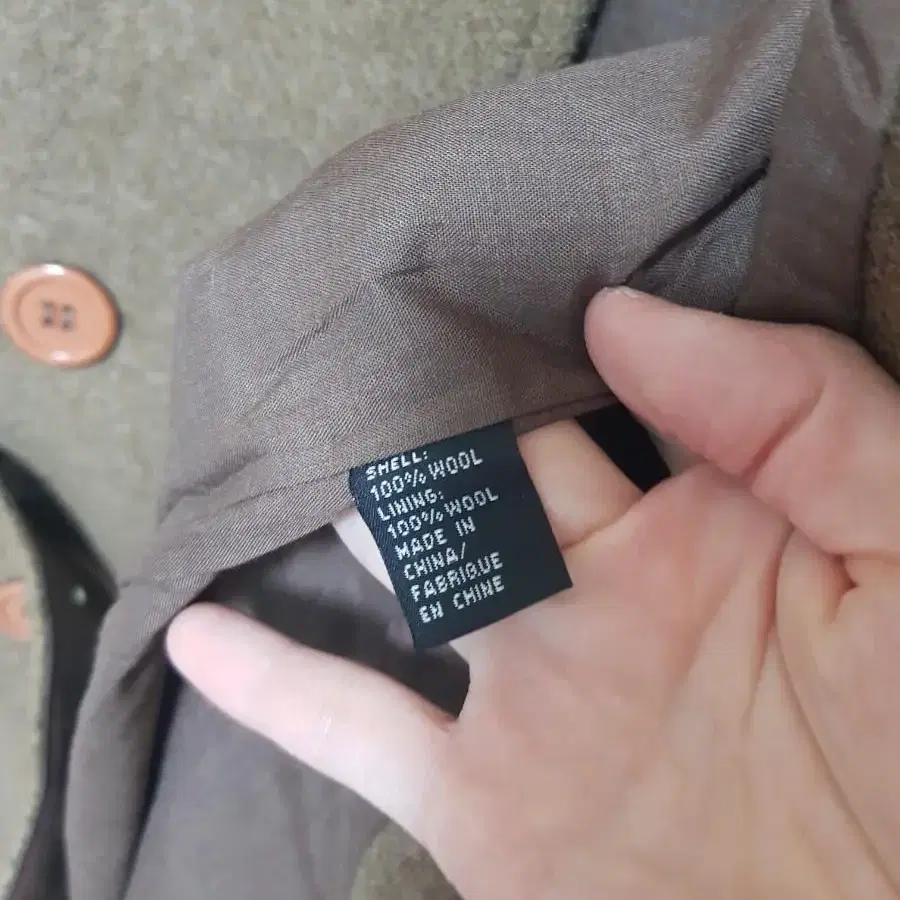 SHELL:
100% WOOL
LINING:
100% WOOL
MADE IN
CHINA/
FABRIQUE
EN CHINE